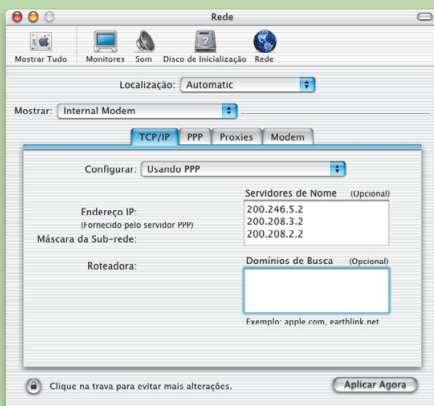 Rede
Mostrar Tudo Monitores Som Disco de Inicialização Rede
Localização: Automatic
Mostrar: Internal Modem
TCP/IP PPP Proxies Modem
Configurar: Usando PPP
Servidores de Nome (Opcional)
Endereço IP:
(Fornecido pelo servidor PPP)
Máscara da Sub-rede:
200.246.5.2
200.208.3.2
200.208.2.2
Roteadora:
Domínios de Busca (Opcional)
Exemplo: apple.com, earthlink.net
Clique na trava para evitar mais alterações.
Aplicar Agora